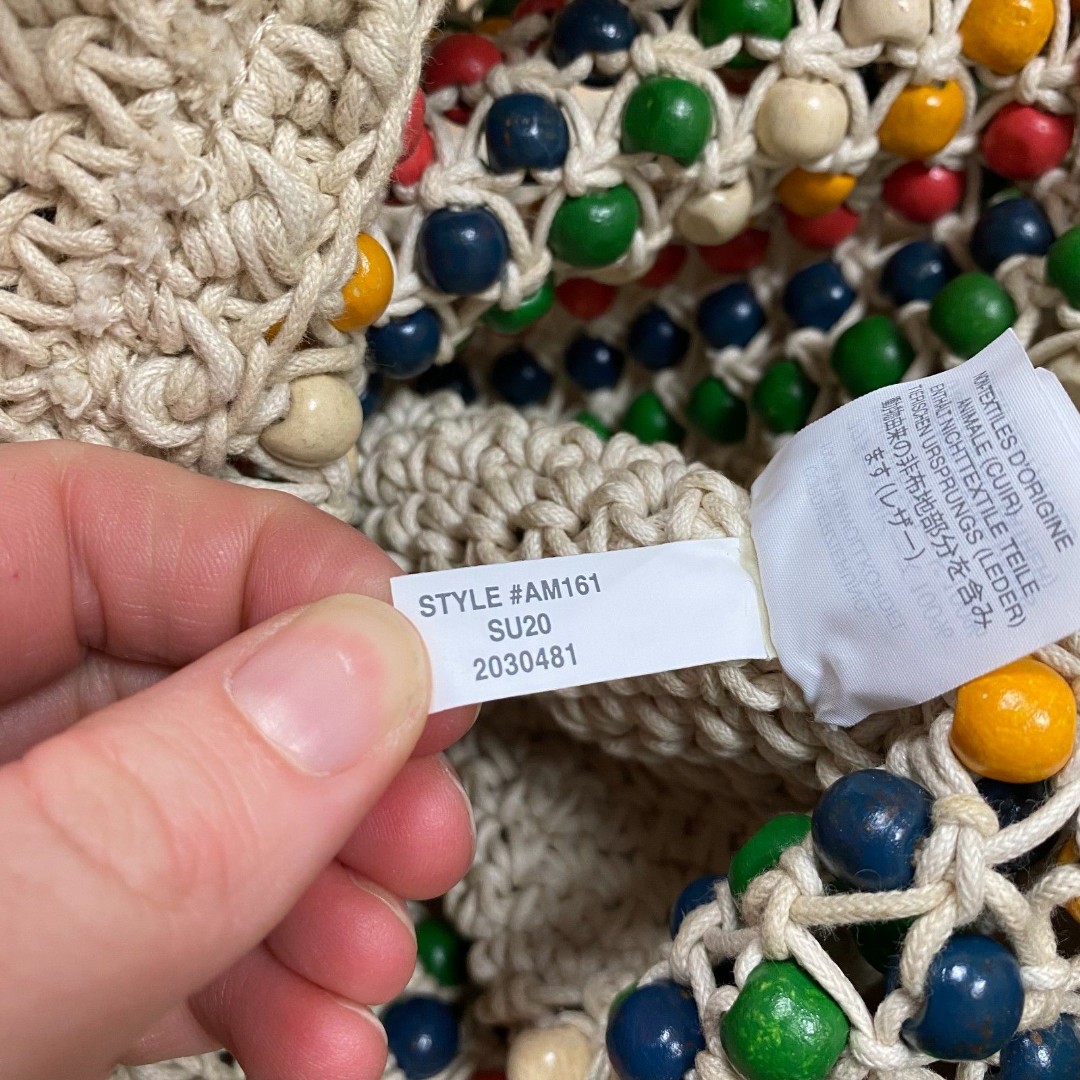 STYLE #AM161
SU20
2030481
NON-TEXTILES D'ORIGINE
ANIMALE (CUIR)
ENTHÄLT NICHTTEXTILE TEILE
TIERISCHEN URSPRUNGS (LEDER)
動物由来の非布地部分を含み
ます(レザー)